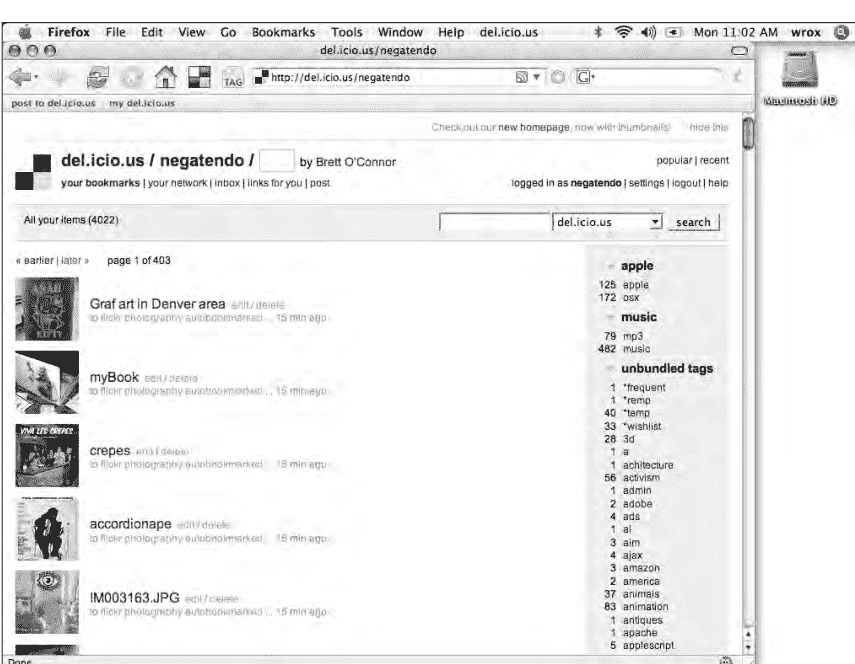 Firefox File Edit View Go Bookmarks Tools Window Help del.icio.us Mon 11:02 AM wrox
del.icio.us/negatendo
TAG http://del.icio.us/negatendo G
post to del.icio.us my del.icio.us
Macintosh HD
Check out our new homepage, now with thumbnails! hide this
del.icio.us / negatendo / by Brett O'Connor popular | recent
your bookmarks | your network | inbox | links for you | post logged in as negatendo | settings | logout | help
All your items (4022) del.icio.us search
« earlier | later » page 1 of 403
Graf art in Denver area edit / delete
to flickr photography autobookmarked ... 15 min ago
myBook edit / delete
to flickr photography autobookmarked ... 15 min ago
VIVA LES CREPES
crepes edit / delete
to flickr photography autobookmarked ... 15 min ago
accordionape edit / delete
to flickr photography autobookmarked ... 15 min ago
IM003163.JPG edit / delete
to flickr photography autobookmarked ... 15 min ago
apple
125 apple
172 osx
music
79 mp3
482 music
unbundled tags
1 *frequent
1 *remp
40 *temp
33 *wishlist
28 3d
1 a
1 achitecture
56 activism
1 admin
2 adobe
4 ads
1 al
3 aim
4 ajax
3 amazon
2 america
37 animals
83 animation
1 antiques
1 apache
5 applescript
Done